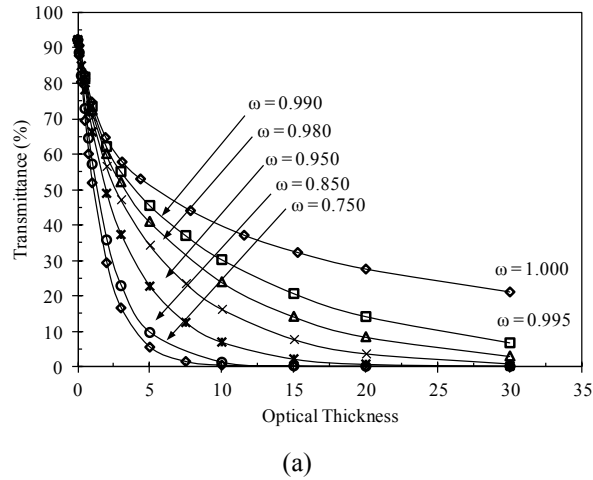 100
90
80
70
60
50
40
30
20
10
0
Transmittance (%)
ω = 0.990
ω = 0.980
ω = 0.950
ω = 0.850
ω = 0.750
ω = 1.000
ω = 0.995
0 5 10 15 20 25 30 35
Optical Thickness
(a)